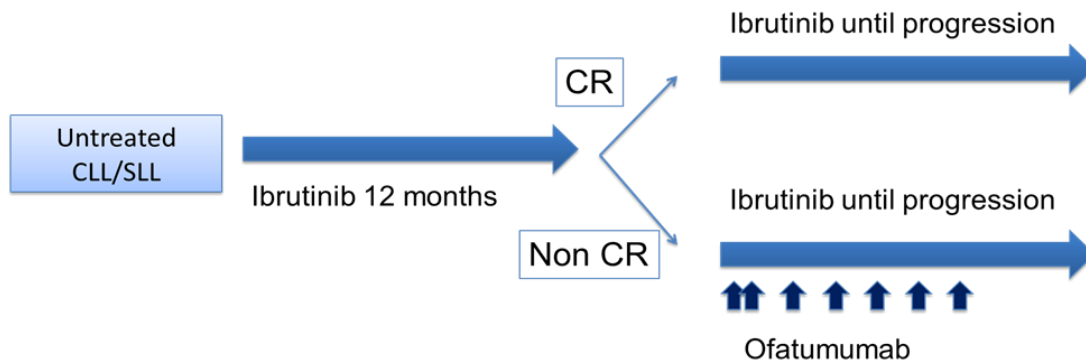 Untreated
CLL/SLL
Ibrutinib 12 months
CR
Non CR
Ibrutinib until progression
Ibrutinib until progression
Ofatumumab